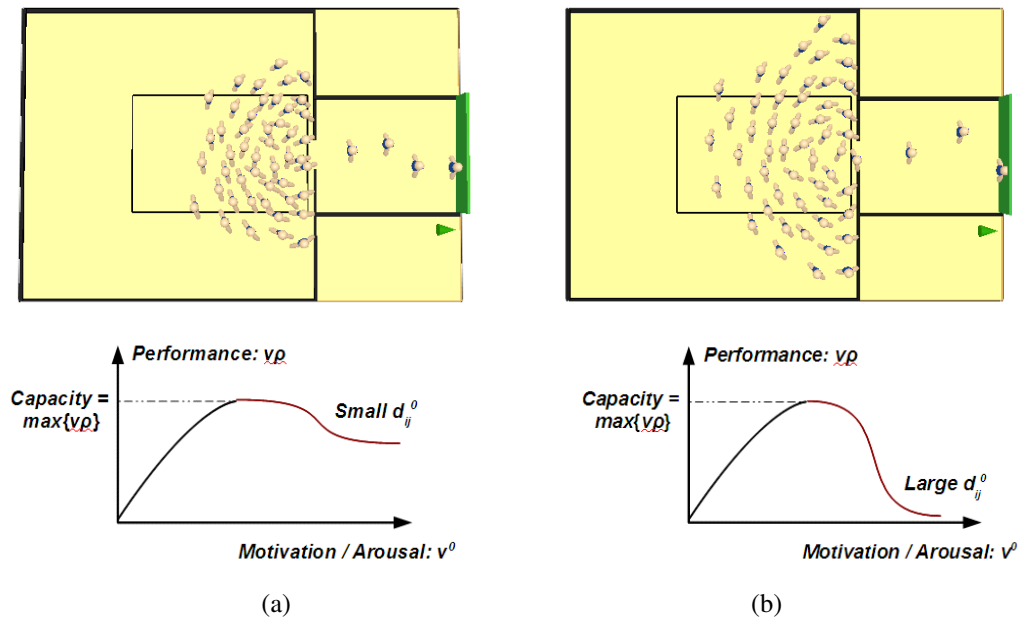 Performance: vρ
Capacity =
max{vρ}
Small d_ij^0
Motivation / Arousal: v^0
(a)
Performance: vρ
Capacity =
max{vρ}
Large d_ij^0
Motivation / Arousal: v^0
(b)